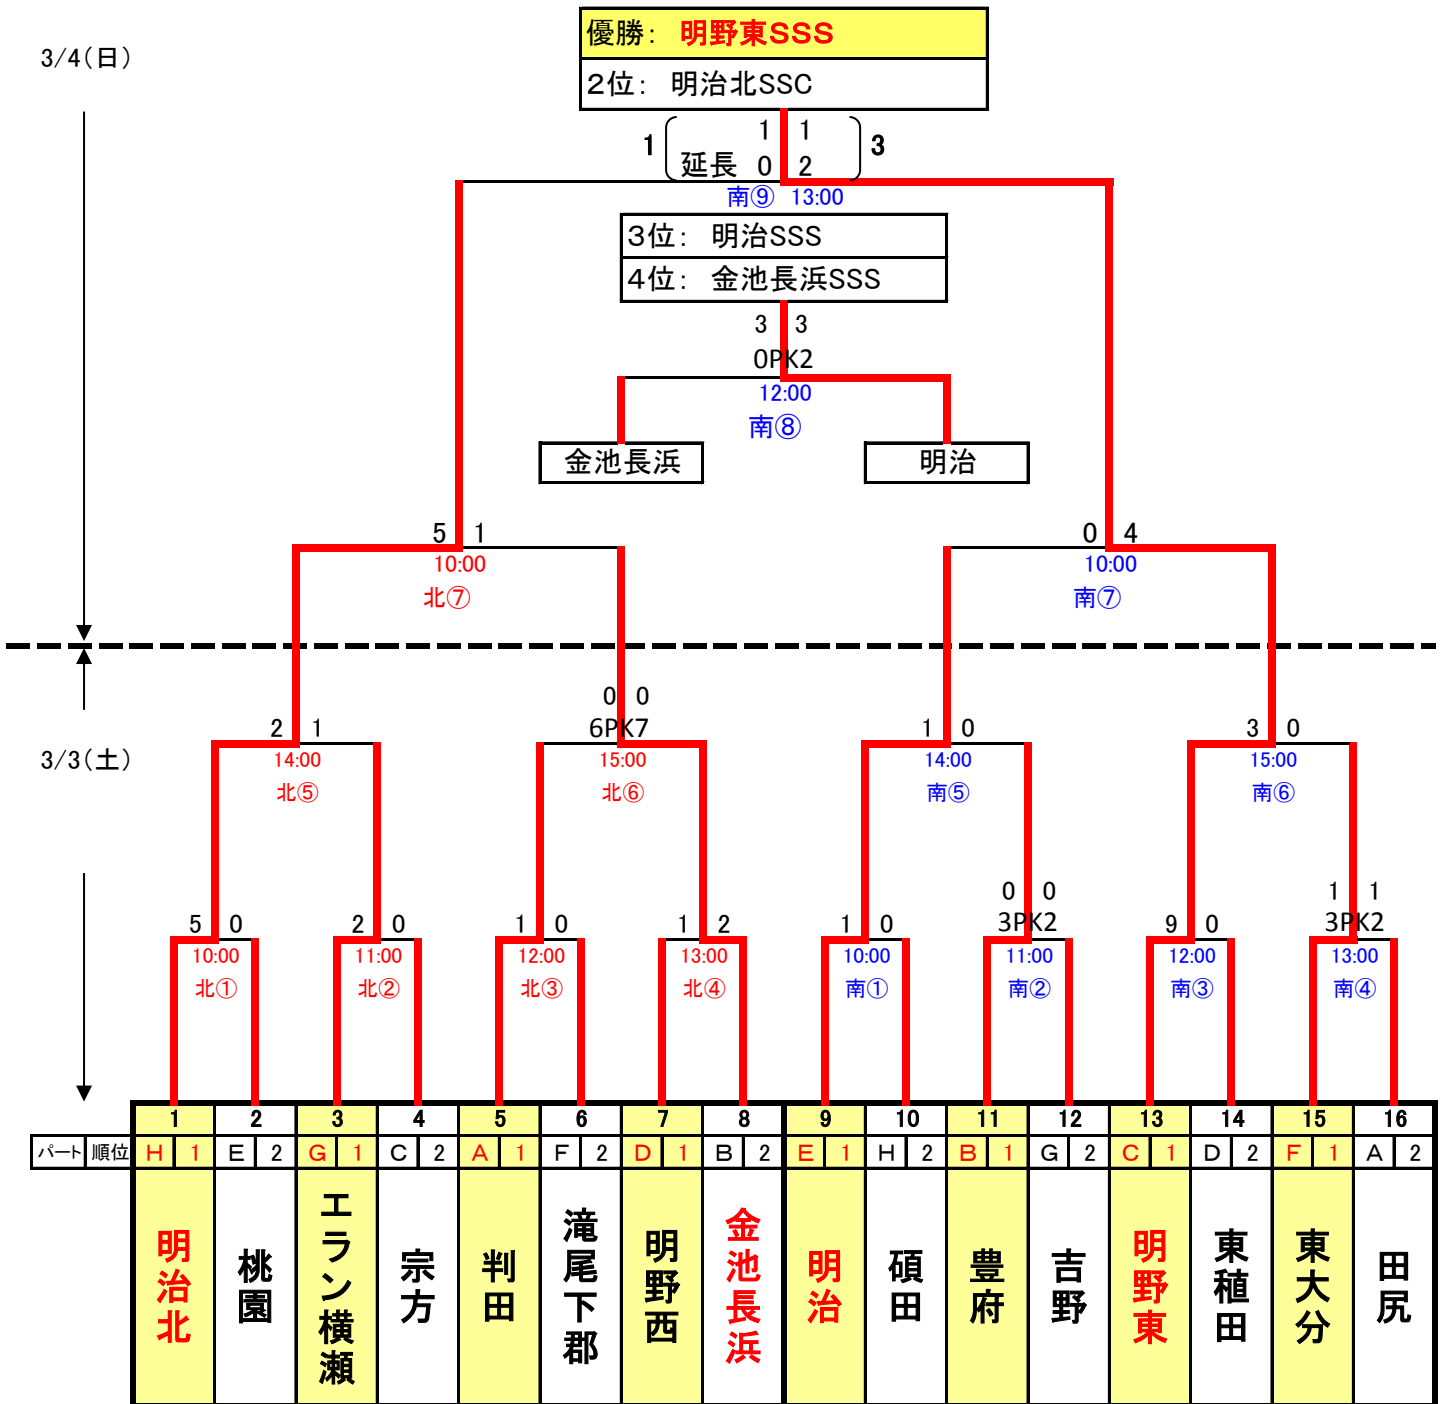 優勝： 明野東SSS
3/4(日)
2位： 明治北SSC
1 1 1 3
延長 0 2
南⑨ 13:00
3位： 明治SSS
4位： 金池長浜SSS
3 3
0PK2
12:00
南⑧
金池長浜 明治
5 1 0 4
10:00 10:00
北⑦ 南⑦
0 0
2 1 6PK7 1 0 3 0
3/3(土) 14:00 15:00 14:00 15:00
北⑤ 北⑥ 南⑤ 南⑥
0 0 1 1
5 0 2 0 1 0 1 2 1 0 3PK2 9 0 3PK2
10:00 11:00 12:00 13:00 10:00 11:00 12:00 13:00
北① 北② 北③ 北④ 南① 南② 南③ 南④
1 2 3 4 5 6 7 8 9 10 11 12 13 14 15 16
パート 順位 H 1 E 2 G 1 C 2 A 1 F 2 D 1 B 2 E 1 H 2 B 1 G 2 C 1 D 2 F 1 A 2
明治北
桃園
エラン横瀬
宗方
判田
滝尾下郡
明野西
金池長浜
明治
碩田
豊府
吉野
明野東
東稙田
東大分
田尻